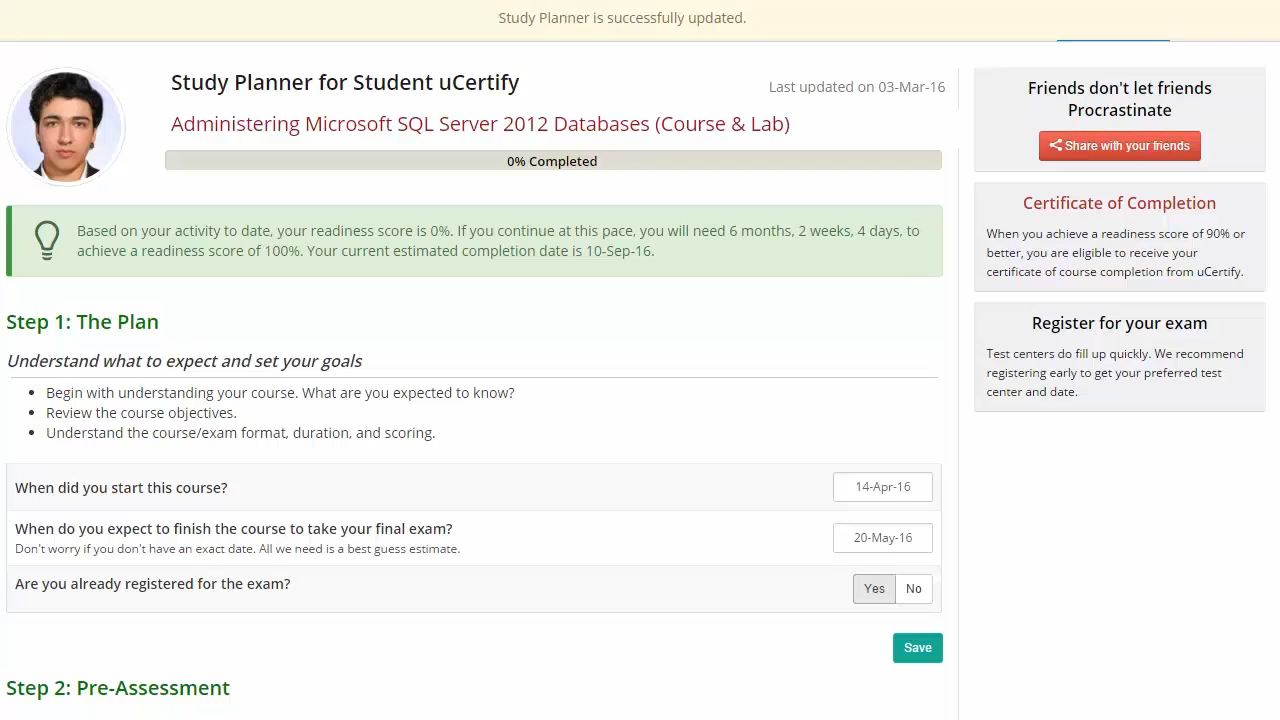 Study Planner is successfully updated.
Study Planner for Student uCertify
Last updated on 03-Mar-16
Administering Microsoft SQL Server 2012 Databases (Course & Lab)
0% Completed
Based on your activity to date, your readiness score is 0%. If you continue at this pace, you will need 6 months, 2 weeks, 4 days, to
achieve a readiness score of 100%. Your current estimated completion date is 10-Sep-16.
Step 1: The Plan
Understand what to expect and set your goals
Begin with understanding your course. What are you expected to know?
Review the course objectives.
Understand the course/exam format, duration, and scoring.
When did you start this course?
14-Apr-16
When do you expect to finish the course to take your final exam?
Don't worry if you don't have an exact date. All we need is a best guess estimate.
20-May-16
Are you already registered for the exam?
Yes No
Save
Step 2: Pre-Assessment
Friends don't let friends
Procrastinate
Share with your friends
Certificate of Completion
When you achieve a readiness score of 90% or
better, you are eligible to receive your
certificate of course completion from uCertify.
Register for your exam
Test centers do fill up quickly. We recommend
registering early to get your preferred test
center and date.